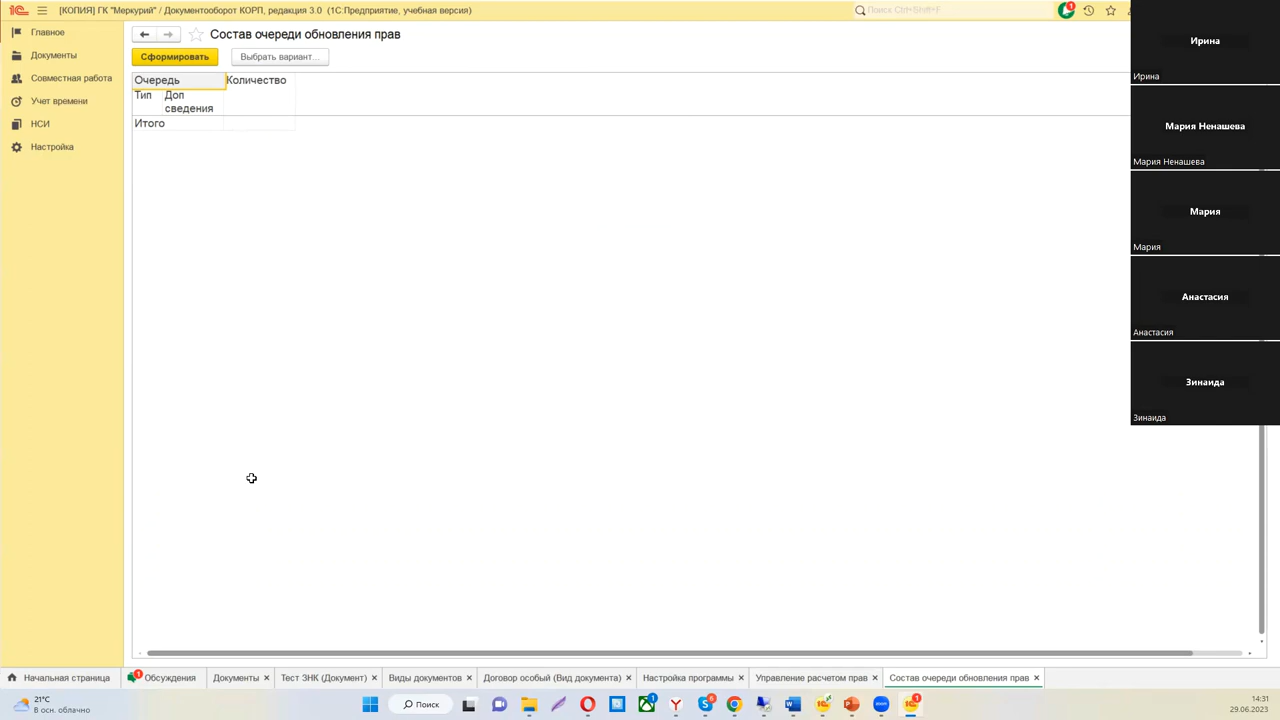 [КОПИЯ] ГК "Меркурий" / Документооборот КОРП, редакция 3.0 (1С:Предприятие, учебная версия)
Поиск Ctrl+Shift+F
Главное
Документы
Совместная работа
Учет времени
НСИ
Настройка
Состав очереди обновления прав
Сформировать
Выбрать вариант...
Очередь
Количество
Тип
Доп
сведения
Итого
Ирина
Ирина
Мария Ненашева
Мария Ненашева
Мария
Мария
Анастасия
Анастасия
Зинаида
Зинаида
Начальная страница
Обсуждения
Документы
Тест ЗНК (Документ)
Виды документов
Договор особый (Вид документа)
Настройка программы
Управление расчетом прав
Состав очереди обновления прав
21°C
В осн. облачно
Поиск
14:31
29.06.2023